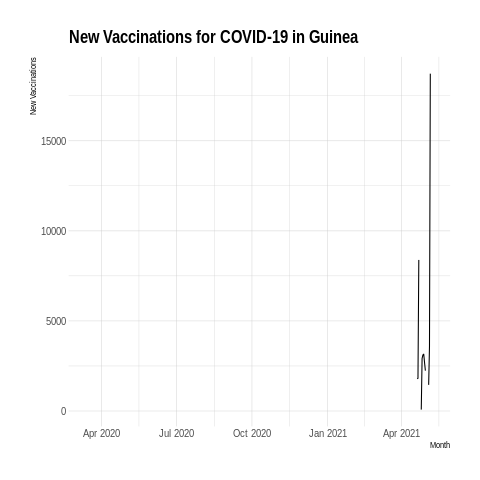 New Vaccinations for COVID-19 in Guinea
New Vaccinations
15000
10000
5000
0
Apr 2020 Jul 2020 Oct 2020 Jan 2021 Apr 2021
Month